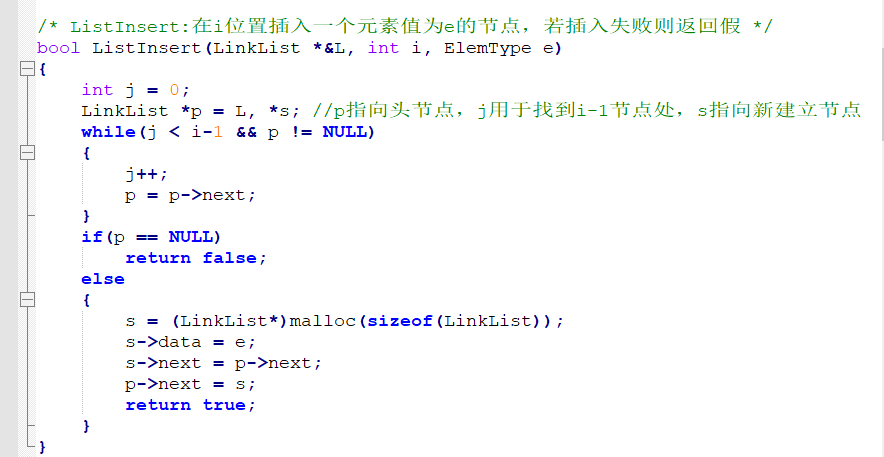 /* ListInsert:在i位置插入一个元素值为e的节点，若插入失败则返回假 */
bool ListInsert(LinkList *&L, int i, ElemType e)
{
    int j = 0;
    LinkList *p = L, *s; //p指向头节点，j用于找到i-1节点处，s指向新建立节点
    while(j < i-1 && p != NULL)
    {
        j++;
        p = p->next;
    }
    if(p == NULL)
        return false;
    else
    {
        s = (LinkList*)malloc(sizeof(LinkList));
        s->data = e;
        s->next = p->next;
        p->next = s;
        return true;
    }
}